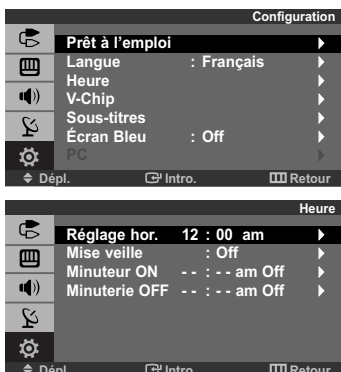 Configuration
Prêt à l'emploi
Langue : Français
Heure
V-Chip
Sous-titres
Écran Bleu : Off
PC
Dépl. Intro. Retour
Heure
Réglage hor. 12 : 00 am
Mise veille : Off
Minuteur ON - - : - - am Off
Minuterie OFF - - : - - am Off
Dépl. Intro. Retour